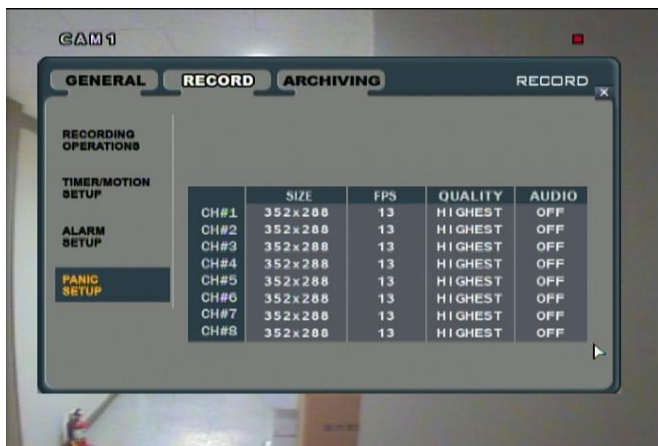 CAM 1
GENERAL RECORD ARCHIVING RECORD
RECORDING
OPERATIONS
TIMER/MOTION
SETUP
ALARM
SETUP
PANIC
SETUP
SIZE FPS QUALITY AUDIO
CH#1 352x288 13 HIGHEST OFF
CH#2 352x288 13 HIGHEST OFF
CH#3 352x288 13 HIGHEST OFF
CH#4 352x288 13 HIGHEST OFF
CH#5 352x288 13 HIGHEST OFF
CH#6 352x288 13 HIGHEST OFF
CH#7 352x288 13 HIGHEST OFF
CH#8 352x288 13 HIGHEST OFF